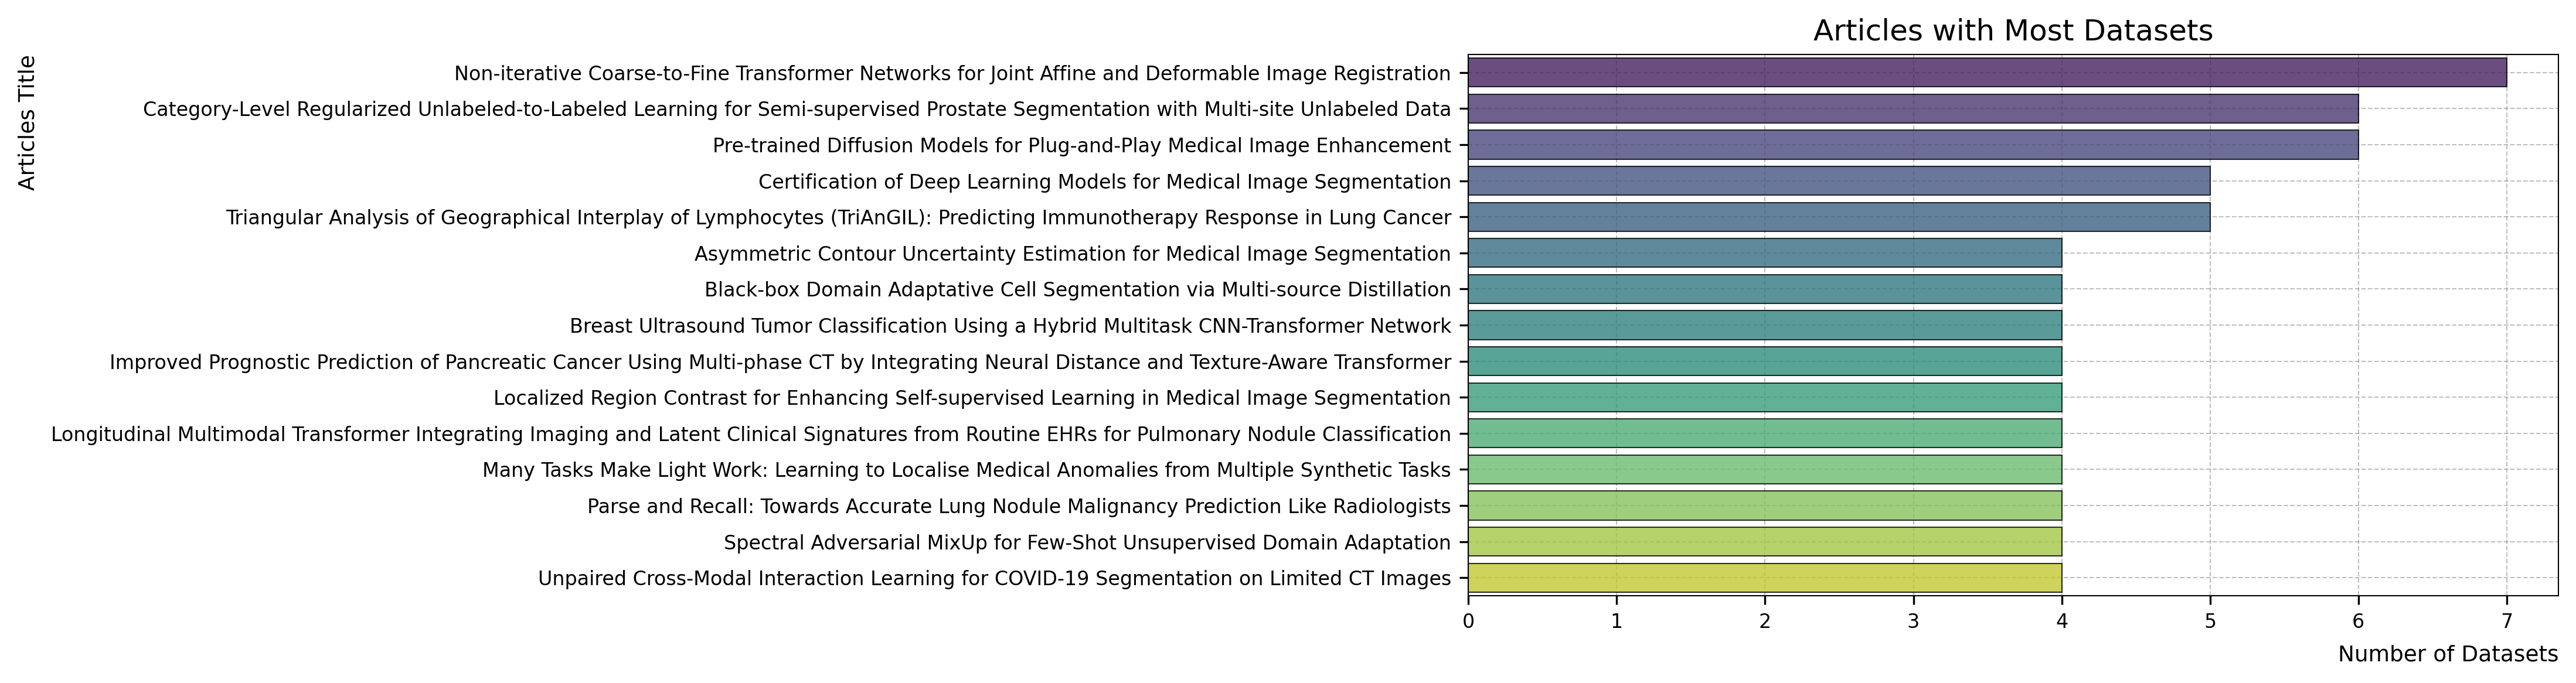 Articles with Most Datasets
Articles Title
Non-iterative Coarse-to-Fine Transformer Networks for Joint Affine and Deformable Image Registration
Category-Level Regularized Unlabeled-to-Labeled Learning for Semi-supervised Prostate Segmentation with Multi-site Unlabeled Data
Pre-trained Diffusion Models for Plug-and-Play Medical Image Enhancement
Certification of Deep Learning Models for Medical Image Segmentation
Triangular Analysis of Geographical Interplay of Lymphocytes (TriAnGIL): Predicting Immunotherapy Response in Lung Cancer
Asymmetric Contour Uncertainty Estimation for Medical Image Segmentation
Black-box Domain Adaptative Cell Segmentation via Multi-source Distillation
Breast Ultrasound Tumor Classification Using a Hybrid Multitask CNN-Transformer Network
Improved Prognostic Prediction of Pancreatic Cancer Using Multi-phase CT by Integrating Neural Distance and Texture-Aware Transformer
Localized Region Contrast for Enhancing Self-supervised Learning in Medical Image Segmentation
Longitudinal Multimodal Transformer Integrating Imaging and Latent Clinical Signatures from Routine EHRs for Pulmonary Nodule Classification
Many Tasks Make Light Work: Learning to Localise Medical Anomalies from Multiple Synthetic Tasks
Parse and Recall: Towards Accurate Lung Nodule Malignancy Prediction Like Radiologists
Spectral Adversarial MixUp for Few-Shot Unsupervised Domain Adaptation
Unpaired Cross-Modal Interaction Learning for COVID-19 Segmentation on Limited CT Images
0 1 2 3 4 5 6 7
Number of Datasets